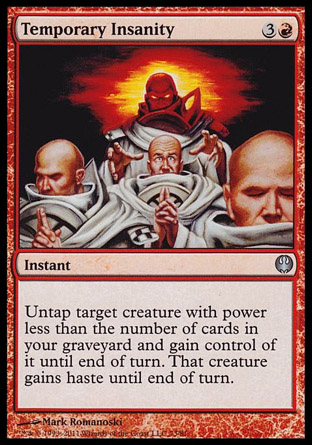 Temporary Insanity 3
Instant
Untap target creature with power
less than the number of cards in
your graveyard and gain control of
it until end of turn. That creature
gains haste until end of turn.
Mark Romanoski